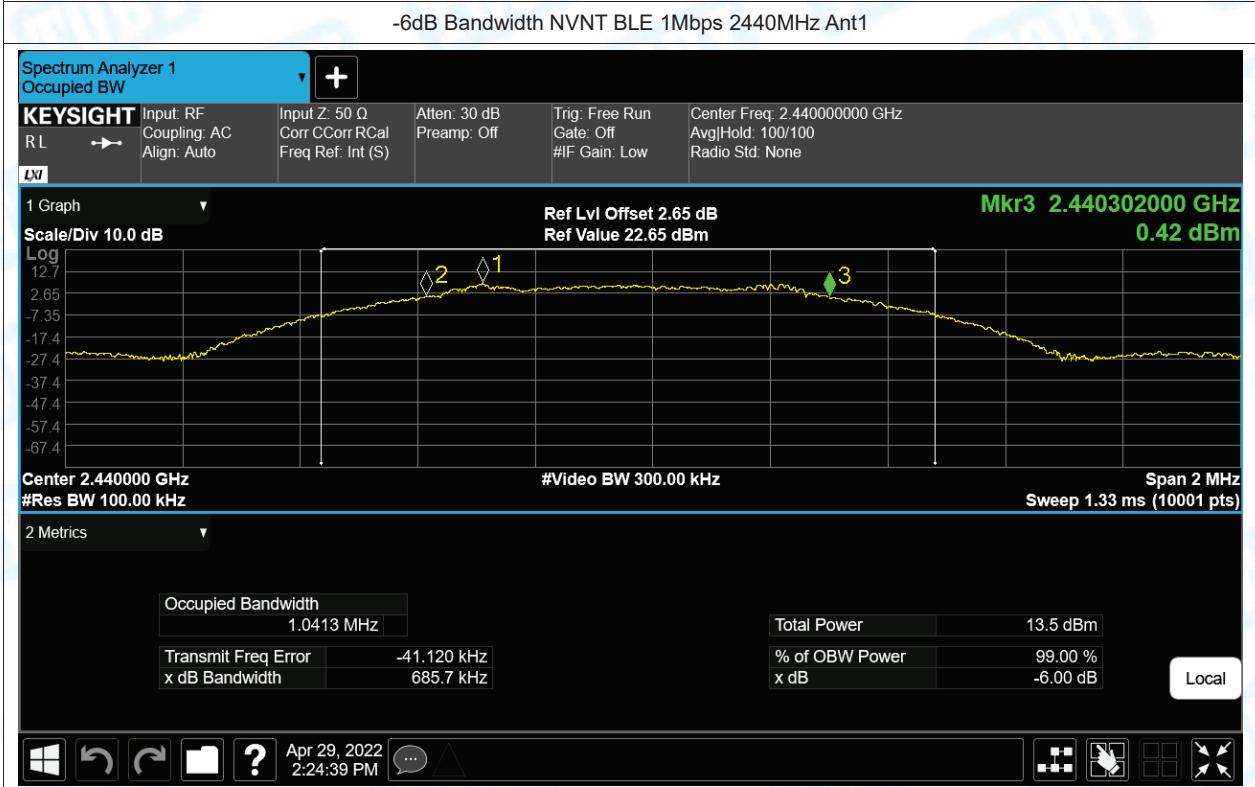 -6dB Bandwidth NVNT BLE 1Mbps 2440MHz Ant1
Spectrum Analyzer 1
Occupied BW
▼
+
KEYSIGHT
R L
LXI
Input: RF
Coupling: AC
Align: Auto
Input Z: 50 Ω
Corr CCorr RCal
Freq Ref: Int (S)
Atten: 30 dB
Preamp: Off
Trig: Free Run
Gate: Off
#IF Gain: Low
Center Freq: 2.440000000 GHz
Avg|Hold: 100/100
Radio Std: None
1 Graph ▼
Scale/Div 10.0 dB
Ref Lvl Offset 2.65 dB
Ref Value 22.65 dBm
Mkr3 2.440302000 GHz
0.42 dBm
Log
12.7
2.65
-7.35
-17.4
-27.4
-37.4
-47.4
-57.4
-67.4
2
1
3
Center 2.440000 GHz
#Res BW 100.00 kHz
#Video BW 300.00 kHz
Span 2 MHz
Sweep 1.33 ms (10001 pts)
2 Metrics ▼
Occupied Bandwidth
1.0413 MHz
Transmit Freq Error -41.120 kHz
x dB Bandwidth 685.7 kHz
Total Power 13.5 dBm
% of OBW Power 99.00 %
x dB -6.00 dB
Local
?
Apr 29, 2022
2:24:39 PM